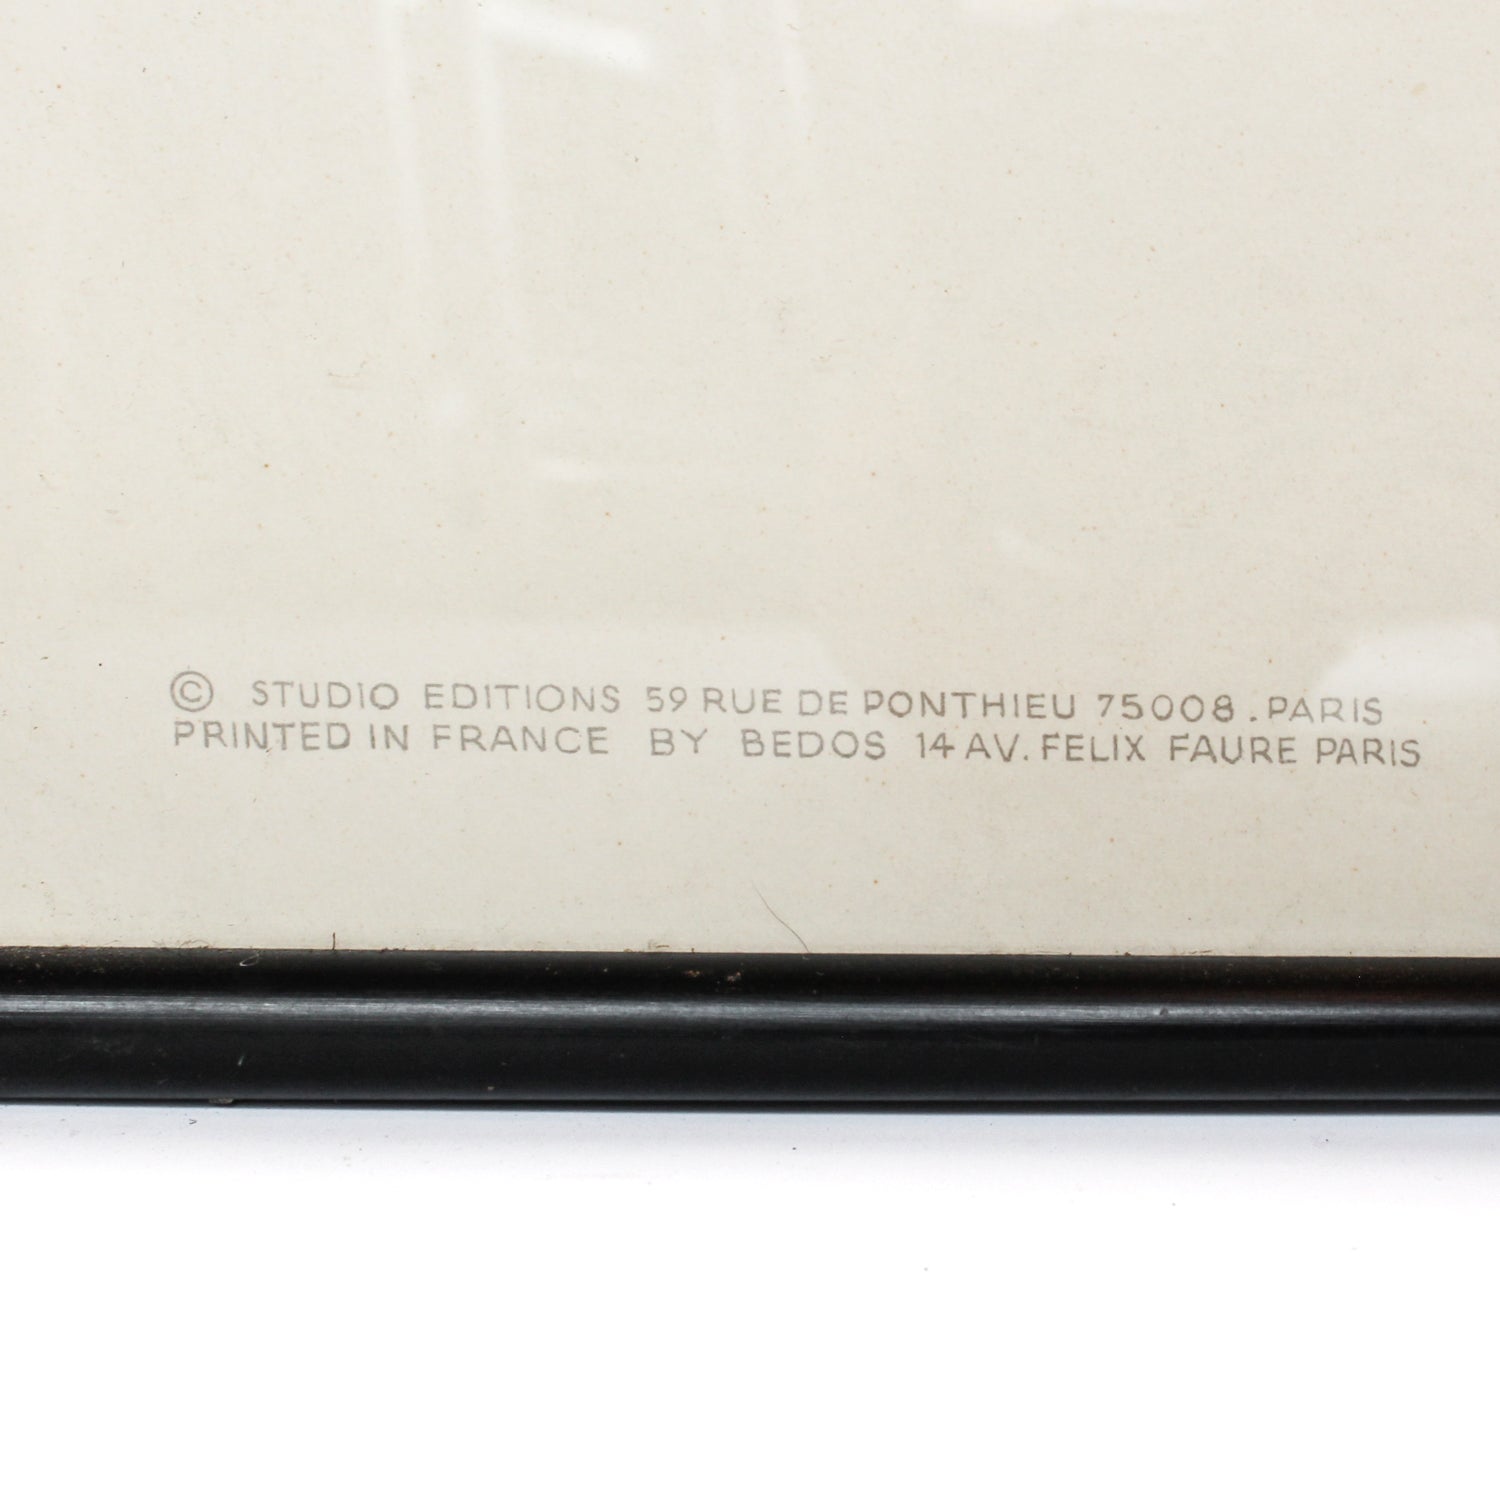 © STUDIO EDITIONS 59 RUE DE PONTHIEU 75008. PARIS
PRINTED IN FRANCE BY BEDOS 14 AV. FELIX FAURE PARIS